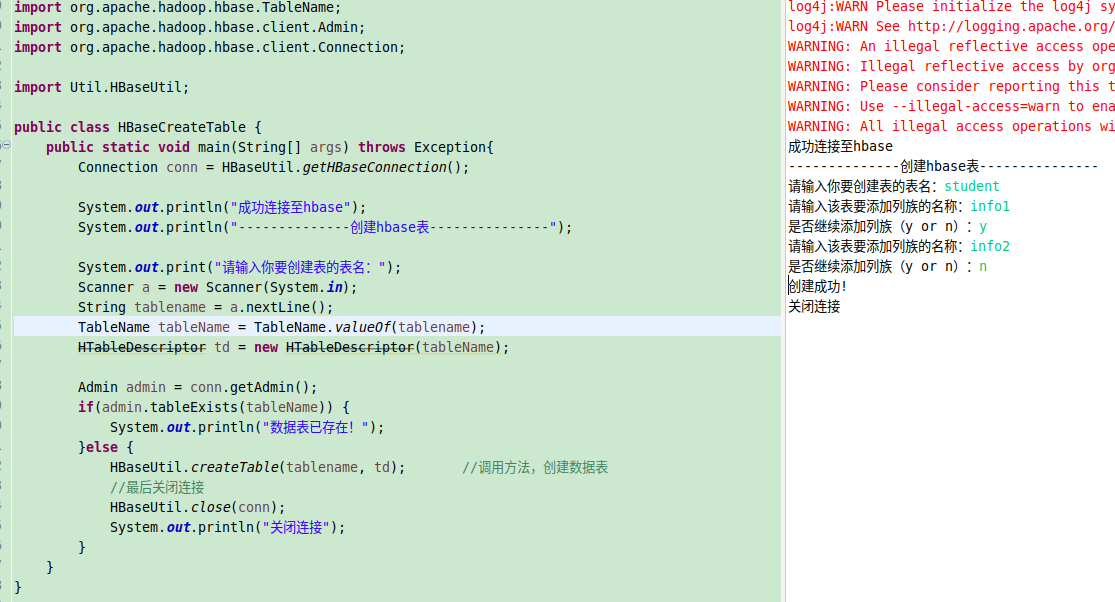 import org.apache.hadoop.hbase.TableName;
import org.apache.hadoop.hbase.client.Admin;
import org.apache.hadoop.hbase.client.Connection;
import Util.HBaseUtil;
public class HBaseCreateTable {
public static void main(String[] args) throws Exception{
Connection conn = HBaseUtil.getHBaseConnection();
System.out.println("成功连接至hbase");
System.out.println("--------------创建hbase表---------------");
System.out.print("请输入你要创建表的表名：");
Scanner a = new Scanner(System.in);
String tablename = a.nextLine();
TableName tableName = TableName.valueOf(tablename);
HTableDescriptor td = new HTableDescriptor(tableName);
Admin admin = conn.getAdmin();
if(admin.tableExists(tableName)) {
System.out.println("数据表已存在！");
}else {
HBaseUtil.createTable(tablename, td); //调用方法，创建数据表
//最后关闭连接
HBaseUtil.close(conn);
System.out.println("关闭连接");
}
}
}
log4j:WARN Please initialize the log4j sy
log4j:WARN See http://logging.apache.org/
WARNING: An illegal reflective access ope
WARNING: Illegal reflective access by org
WARNING: Please consider reporting this t
WARNING: Use --illegal-access=warn to ena
WARNING: All illegal access operations wi
成功连接至hbase
--------------创建hbase表---------------
请输入你要创建表的表名：student
请输入该表要添加列族的名称：info1
是否继续添加列族（y or n）：y
请输入该表要添加列族的名称：info2
是否继续添加列族（y or n）：n
创建成功!
关闭连接